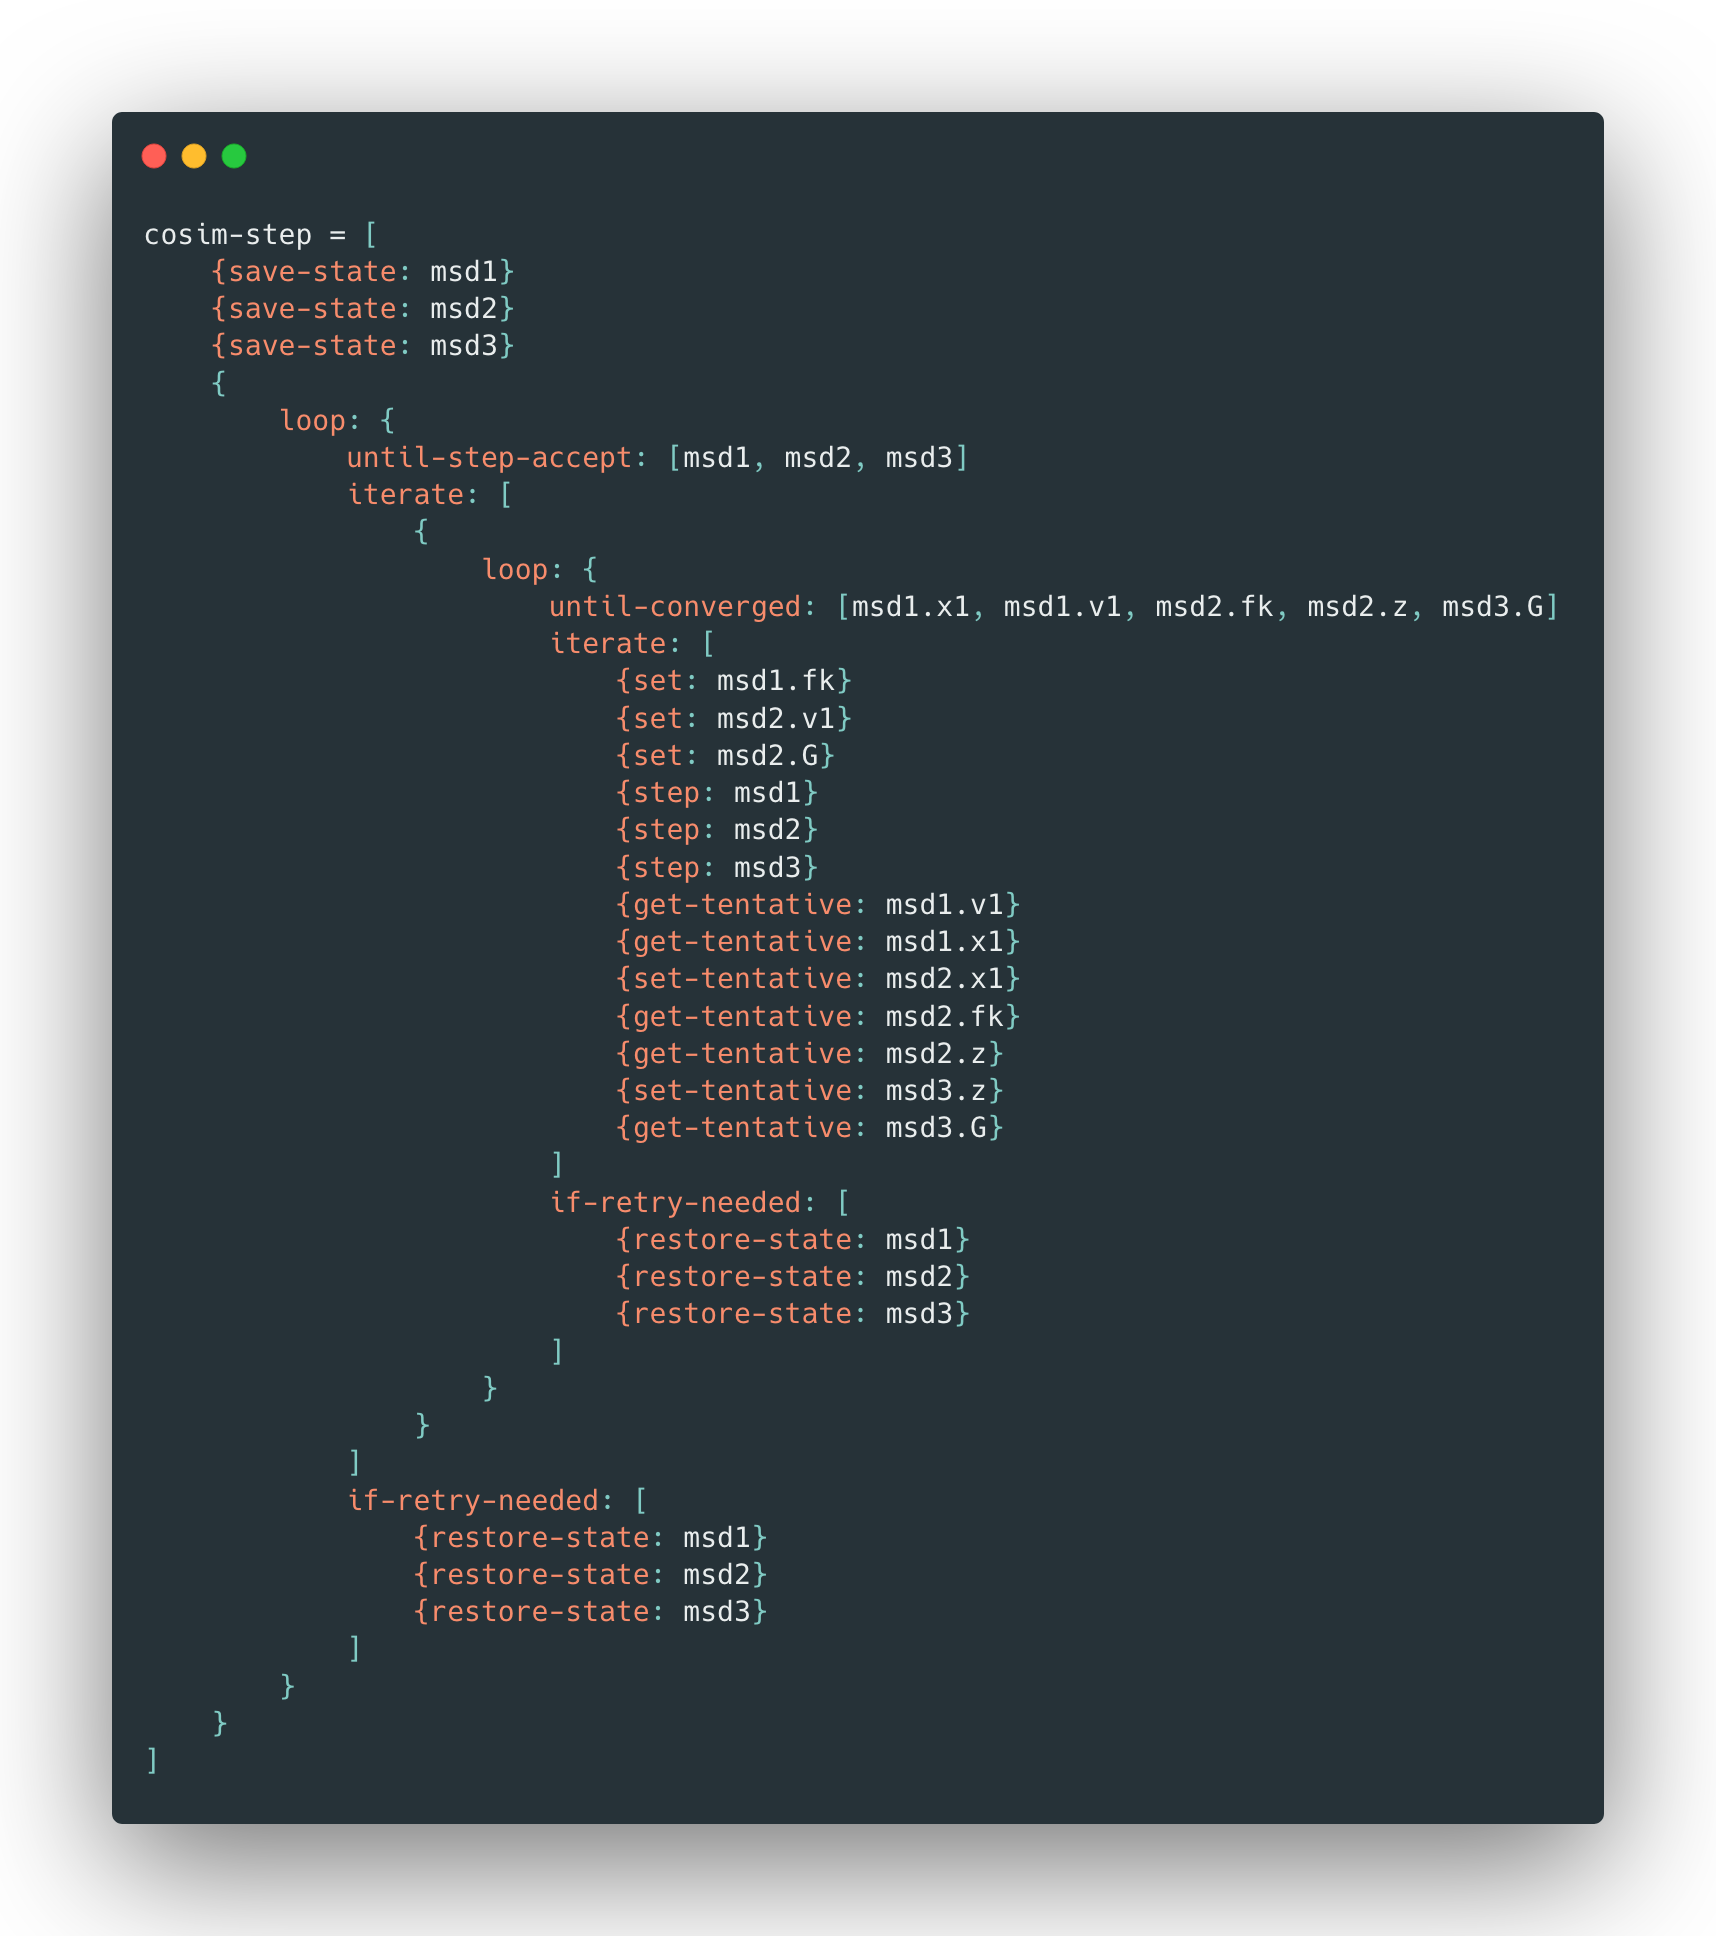 cosim-step = [
    {save-state: msd1}
    {save-state: msd2}
    {save-state: msd3}
    {
        loop: {
            until-step-accept: [msd1, msd2, msd3]
            iterate: [
                {
                    loop: {
                        until-converged: [msd1.x1, msd1.v1, msd2.fk, msd2.z, msd3.G]
                        iterate: [
                            {set: msd1.fk}
                            {set: msd2.v1}
                            {set: msd2.G}
                            {step: msd1}
                            {step: msd2}
                            {step: msd3}
                            {get-tentative: msd1.v1}
                            {get-tentative: msd1.x1}
                            {set-tentative: msd2.x1}
                            {get-tentative: msd2.fk}
                            {get-tentative: msd2.z}
                            {set-tentative: msd3.z}
                            {get-tentative: msd3.G}
                        ]
                        if-retry-needed: [
                            {restore-state: msd1}
                            {restore-state: msd2}
                            {restore-state: msd3}
                        ]
                    }
                }
            ]
            if-retry-needed: [
                {restore-state: msd1}
                {restore-state: msd2}
                {restore-state: msd3}
            ]
        }
    }
]